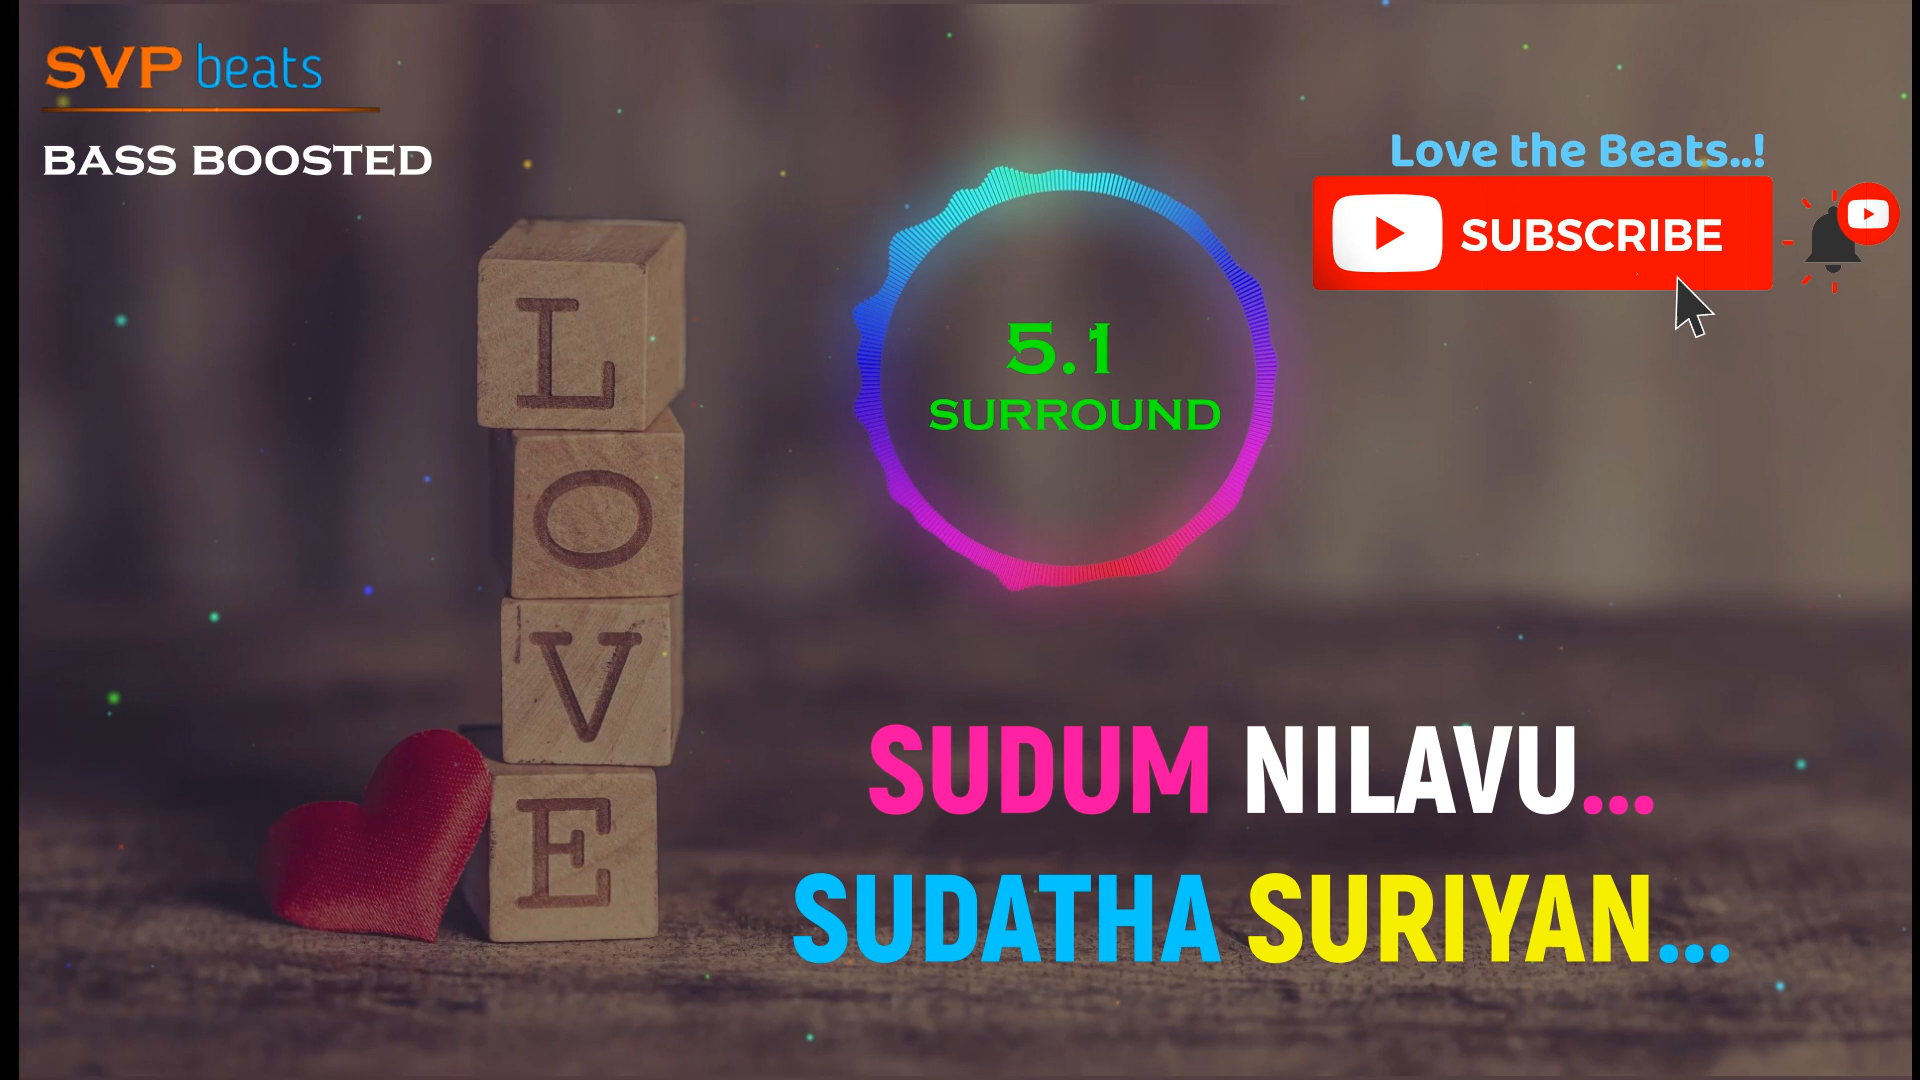 SVP beats
BASS BOOSTED
Love the Beats..!
SUBSCRIBE
L
O
V
E
5.1
SURROUND
SUDUM NILAVU...
SUDATHA SURIYAN...